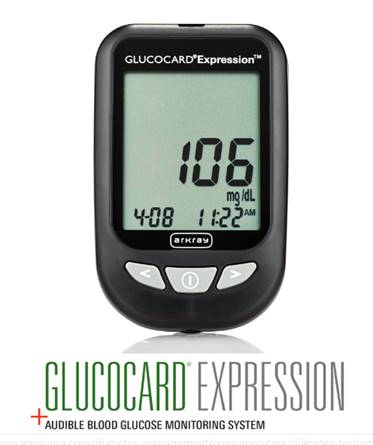 GLUCOCARD®Expression™
106
mg/dL
4-08 11:22AM
arkray
< >
GLUCOCARD® EXPRESSION
+AUDIBLE BLOOD GLUCOSE MONITORING SYSTEM